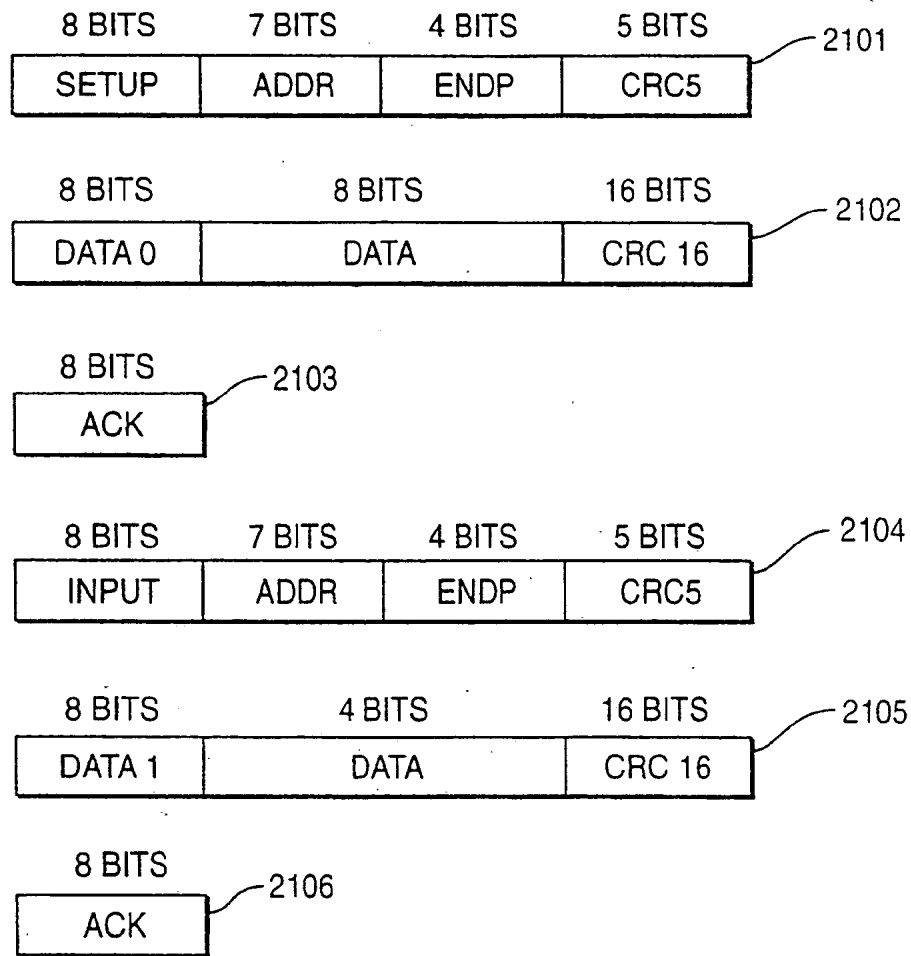 8 BITS 7 BITS 4 BITS 5 BITS
SETUP ADDR ENDP CRC5 2101
8 BITS 8 BITS 16 BITS
DATA 0 DATA CRC 16 2102
8 BITS
ACK 2103
8 BITS 7 BITS 4 BITS 5 BITS
INPUT ADDR ENDP CRC5 2104
8 BITS 4 BITS 16 BITS
DATA 1 DATA CRC 16 2105
8 BITS
ACK 2106